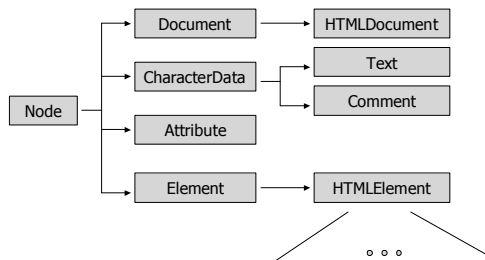 Document
HTMLDocument
CharacterData
Text
Comment
Node
Attribute
Element
HTMLElement